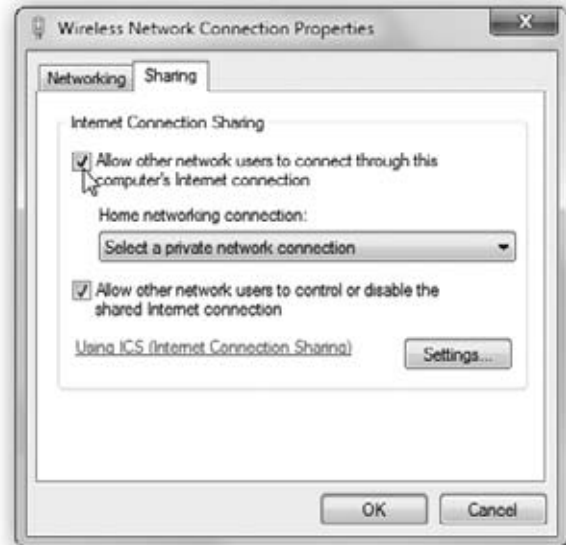 Wireless Network Connection Properties
X
Networking Sharing
Internet Connection Sharing
Allow other network users to connect through this
computer's Internet connection
Home networking connection:
Select a private network connection
Allow other network users to control or disable the
shared Internet connection
Using ICS (Internet Connection Sharing)
Settings...
OK Cancel